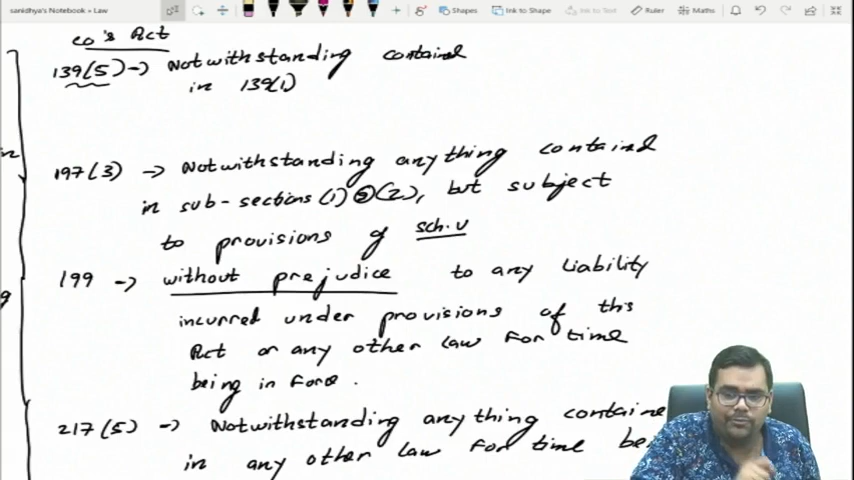 sanidhya's Notebook » Law
Shapes
Ink to Shape
Ink to Text
Ruler
Maths
co's Act
139(5) -> Notwithstanding contained
in 139(1)
197(3) -> Notwithstanding anything contained
in sub-sections (1) & (2), but subject
to provisions of sch. V
199 -> without prejudice to any liability
incurred under provisions of this
Act or any other law for time
being in force.
217(5) -> Notwithstanding anything containe
in any other law for time bei